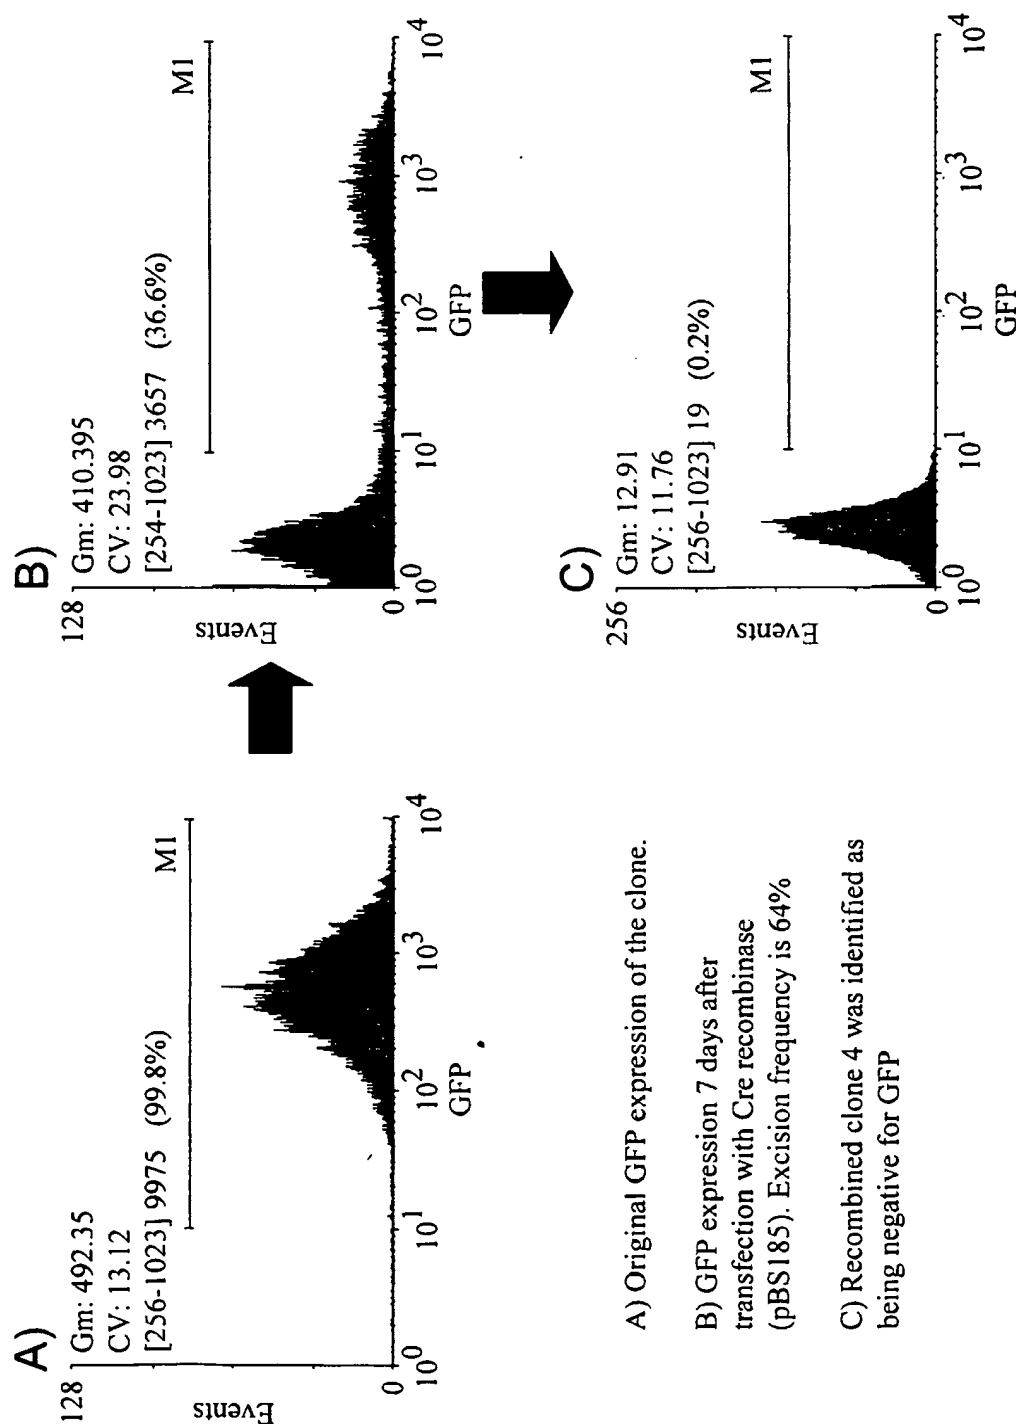 A)
Gm: 492.35
CV: 13.12
[256-1023] 9975 (99.8%)
M1
128
Events
0
10^0 10^1 10^2 10^3 10^4
GFP
B)
Gm: 410.395
CV: 23.98
[254-1023] 3657 (36.6%)
M1
128
Events
0
10^0 10^1 10^2 10^3 10^4
GFP
C)
Gm: 12.91
CV: 11.76
[256-1023] 19 (0.2%)
M1
256
Events
0
10^0 10^1 10^2 10^3 10^4
GFP
A) Original GFP expression of the clone.
B) GFP expression 7 days after
transfection with Cre recombinase
(pBS185). Excision frequency is 64%
C) Recombined clone 4 was identified as
being negative for GFP